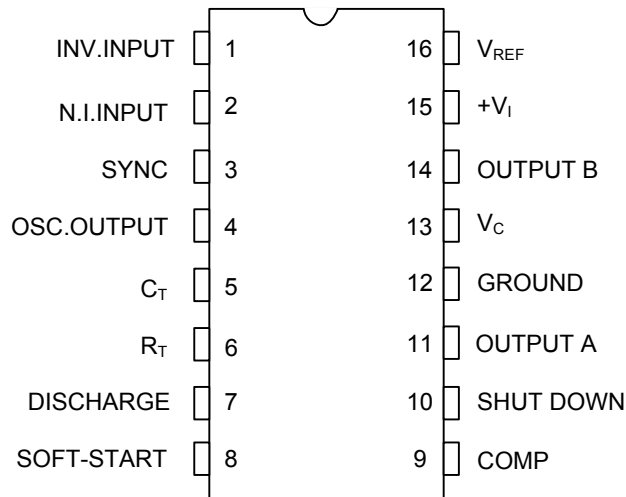 INV.INPUT 1 16 VREF
N.I.INPUT 2 15 +VI
SYNC 3 14 OUTPUT B
OSC.OUTPUT 4 13 VC
CT 5 12 GROUND
RT 6 11 OUTPUT A
DISCHARGE 7 10 SHUT DOWN
SOFT-START 8 9 COMP